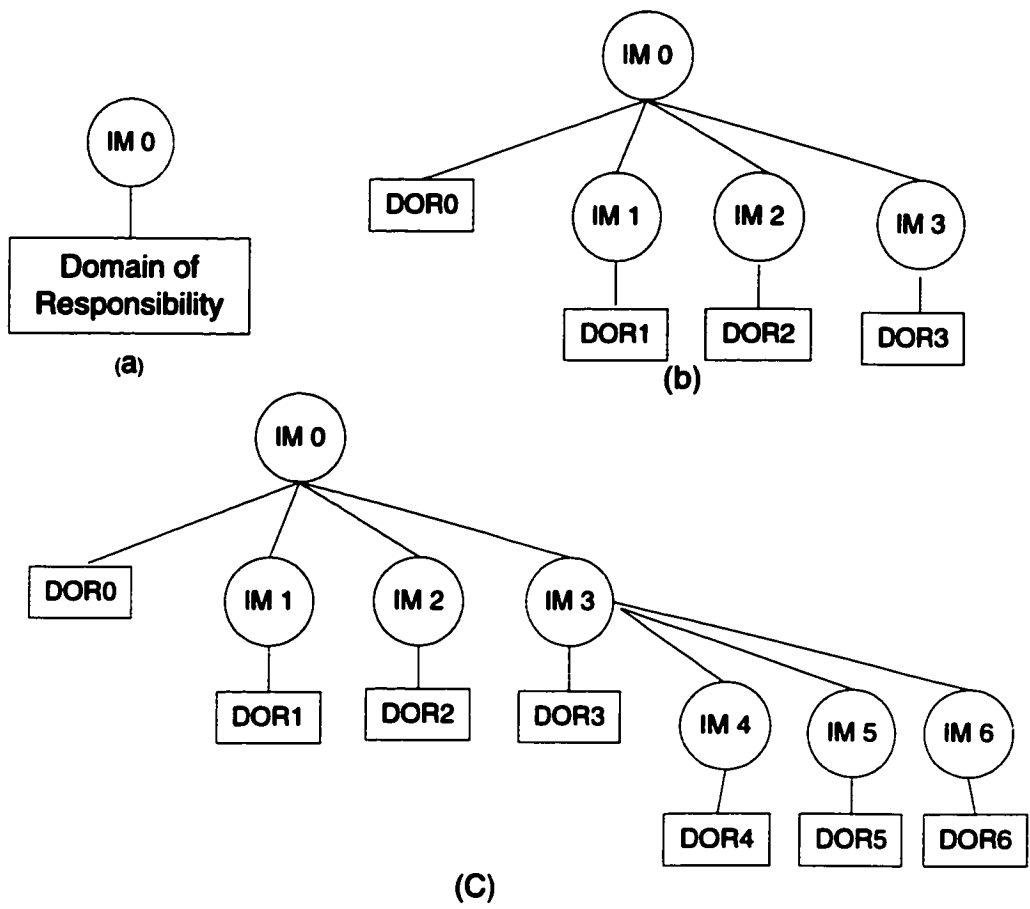 IM 0
Domain of
Responsibility
(a)
IM 0
DOR0
IM 1
IM 2
IM 3
DOR1
DOR2
DOR3
(b)
IM 0
DOR0
IM 1
IM 2
IM 3
DOR1
DOR2
DOR3
IM 4
IM 5
IM 6
DOR4
DOR5
DOR6
(C)